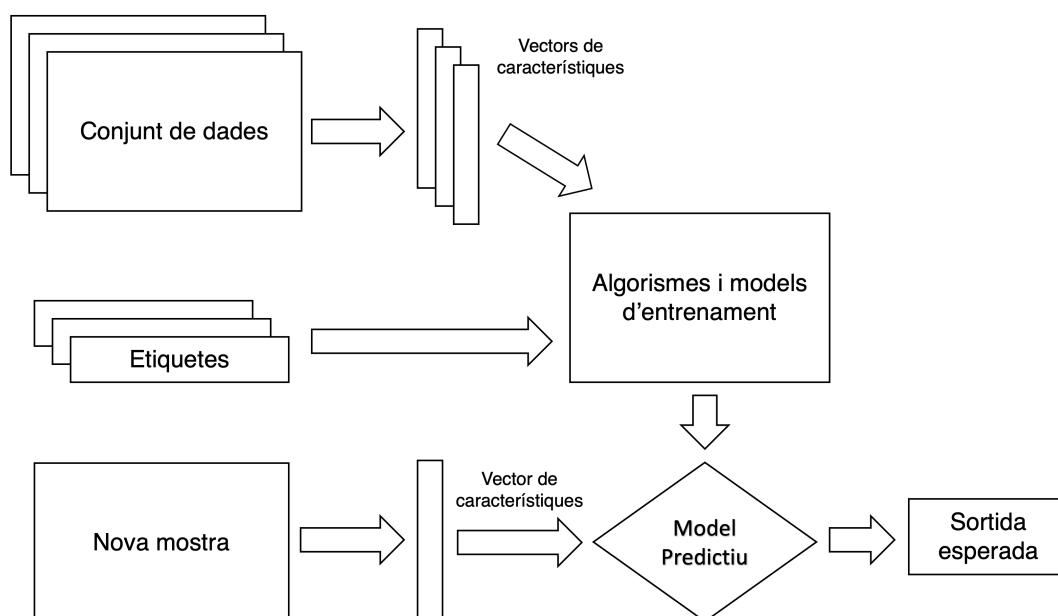 Vectors de
característiques
Conjunt de dades
Algorismes i models
d'entrenament
Etiquetes
Vector de
característiques
Nova mostra
Model
Predictiu
Sortida
esperada